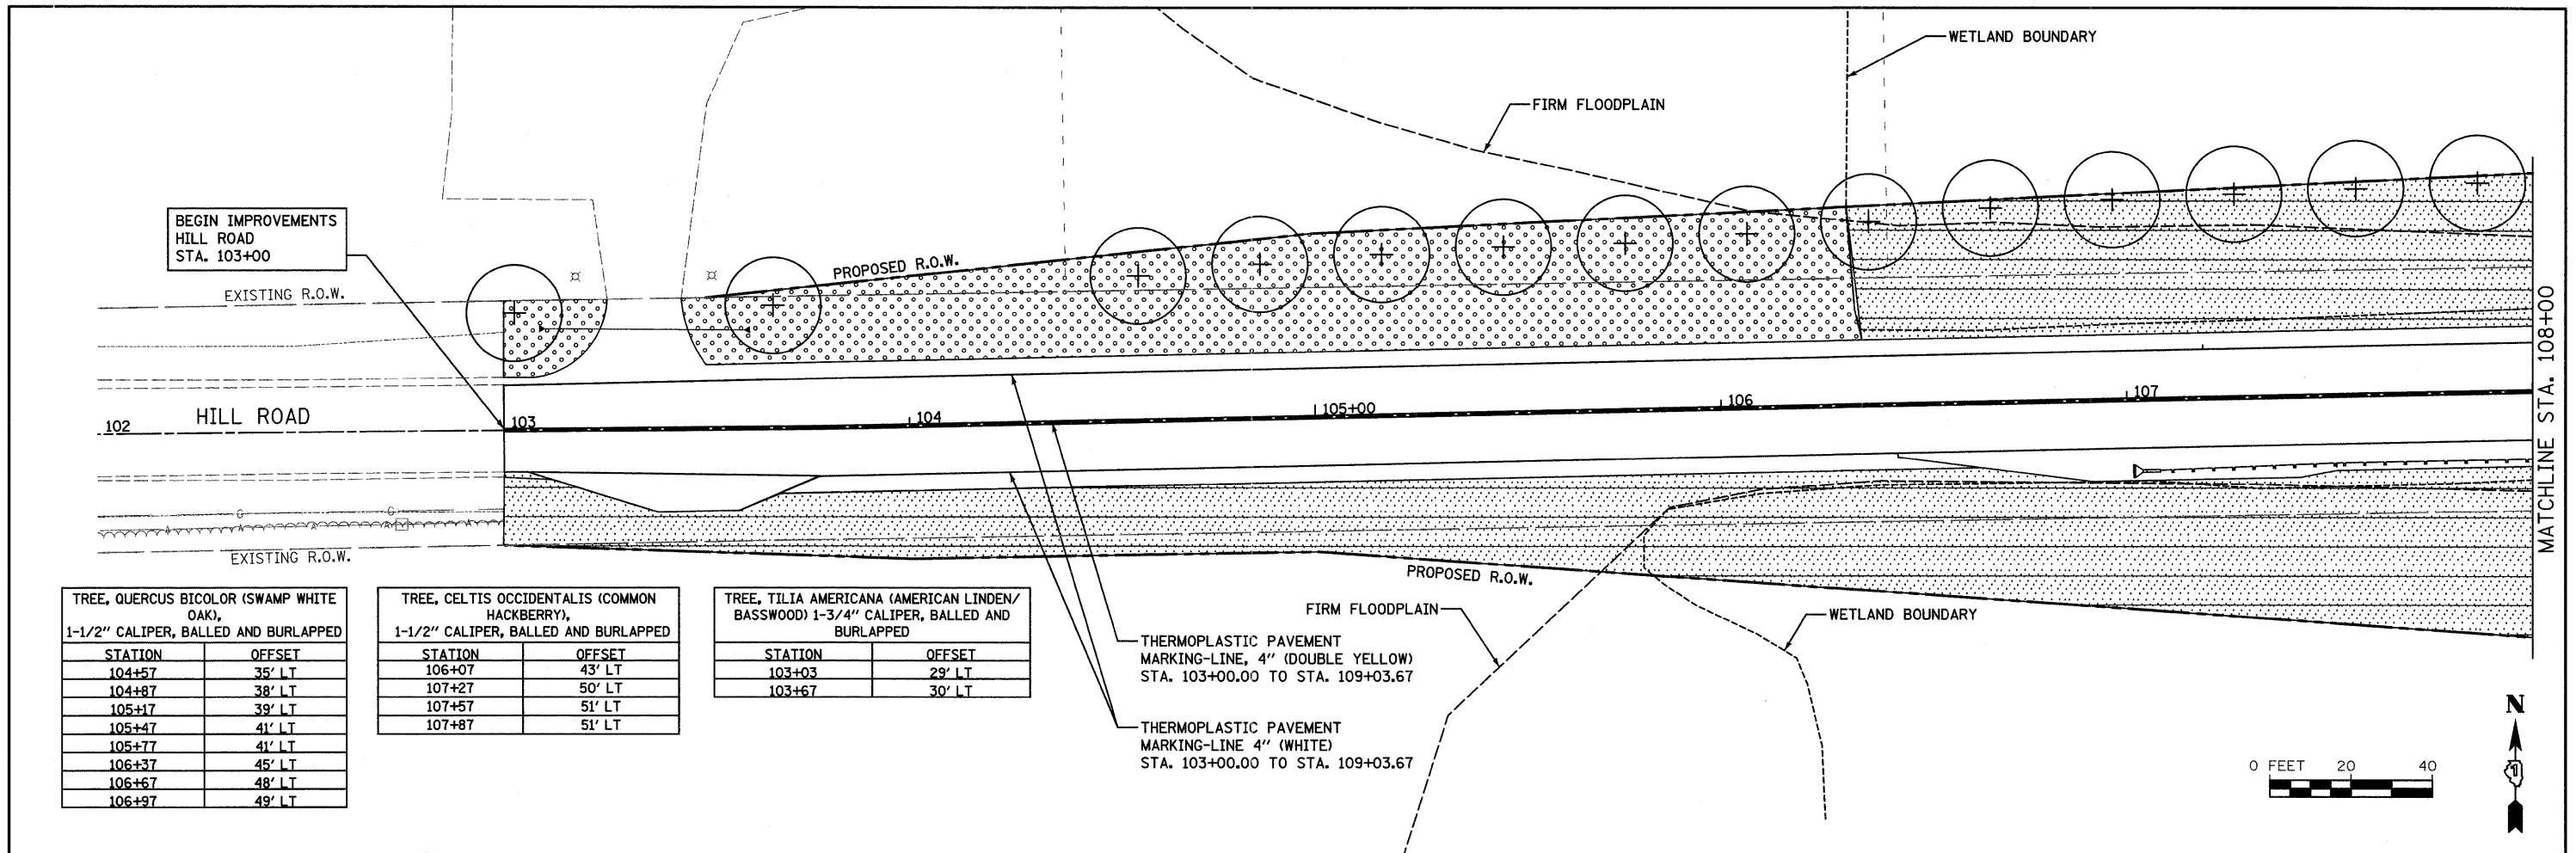 WETLAND BOUNDARY
FIRM FLOODPLAIN
BEGIN IMPROVEMENTS
HILL ROAD
STA. 103+00
EXISTING R.O.W.
PROPOSED R.O.W.
MATCHLINE STA. 108+00
102
HILL ROAD
103
104
105+00
106
107
G
G
A
A
A
A
EXISTING R.O.W.
PROPOSED R.O.W.
FIRM FLOODPLAIN
WETLAND BOUNDARY
TREE, QUERCUS BICOLOR (SWAMP WHITE
OAK),
1-1/2" CALIPER, BALLED AND BURLAPPED
STATION OFFSET
104+57 35' LT
104+87 38' LT
105+17 39' LT
105+47 41' LT
105+77 41' LT
106+37 45' LT
106+67 48' LT
106+97 49' LT
TREE, CELTIS OCCIDENTALIS (COMMON
HACKBERRY),
1-1/2" CALIPER, BALLED AND BURLAPPED
STATION OFFSET
106+07 43' LT
107+27 50' LT
107+57 51' LT
107+87 51' LT
TREE, TILIA AMERICANA (AMERICAN LINDEN/
BASSWOOD) 1-3/4" CALIPER, BALLED AND
BURLAPPED
STATION OFFSET
103+03 29' LT
103+67 30' LT
THERMOPLASTIC PAVEMENT
MARKING-LINE, 4" (DOUBLE YELLOW)
STA. 103+00.00 TO STA. 109+03.67
THERMOPLASTIC PAVEMENT
MARKING-LINE 4" (WHITE)
STA. 103+00.00 TO STA. 109+03.67
N
0 FEET 20 40